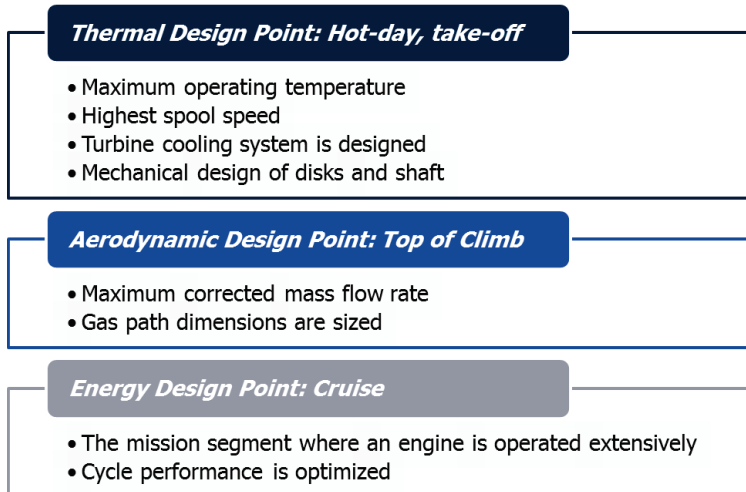 Thermal Design Point: Hot-day, take-off
• Maximum operating temperature
• Highest spool speed
• Turbine cooling system is designed
• Mechanical design of disks and shaft
Aerodynamic Design Point: Top of Climb
• Maximum corrected mass flow rate
• Gas path dimensions are sized
Energy Design Point: Cruise
• The mission segment where an engine is operated extensively
• Cycle performance is optimized